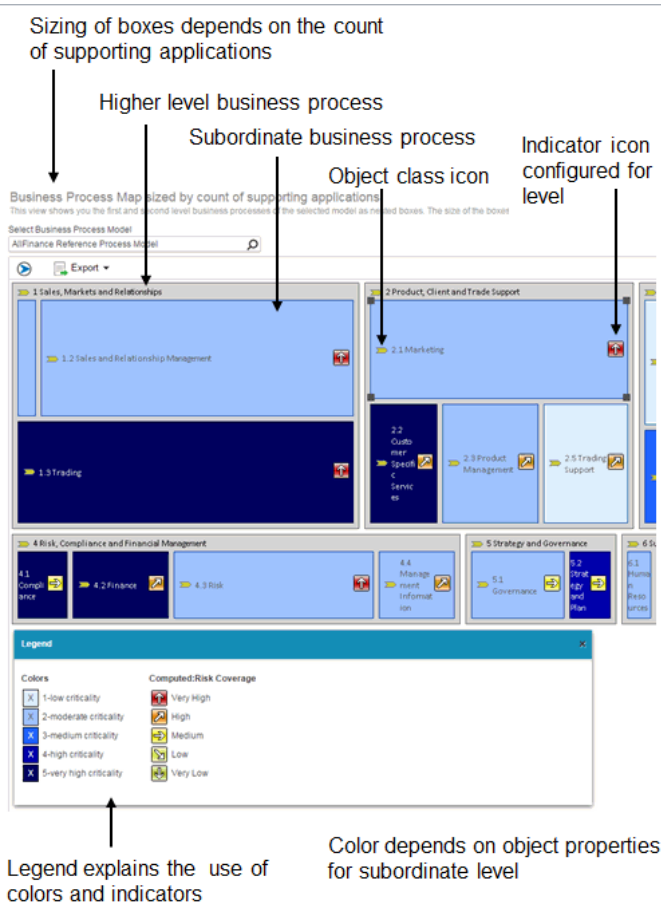 Sizing of boxes depends on the count
of supporting applications
Higher level business process
Subordinate business process
Object class icon
Indicator icon
configured for
level
Business Process Map sized by count of supporting applications
This view shows you the first and second level business processes of the selected model as nested boxes. The size of the boxes
Select Business Process Model
AllFinance Reference Process Model
Export
1 Sales, Markets and Relationships
2 Product, Client and Trade Support
1.2 Sales and Relationship Management
2.1 Marketing
1.3 Trading
2.2
Custo
mer
Specifi
c
Servic
es
2.3 Product
Management
2.5 Trading
Support
4 Risk, Compliance and Financial Management
5 Strategy and Governance
6 Su
4.1
Compli
ance
4.2 Finance
4.3 Risk
4.4
Manage
ment
Informat
ion
5.1
Governance
5.2
Strat
egy
and
Plan
6.1
Huma
n
Reso
urces
Legend
×
Colors
Computed:Risk Coverage
X 1-low criticality
Very High
X 2-moderate criticality
High
X 3-medium criticality
Medium
X 4-high criticality
Low
X 5-very high criticality
Very Low
Legend explains the use of
colors and indicators
Color depends on object properties
for subordinate level